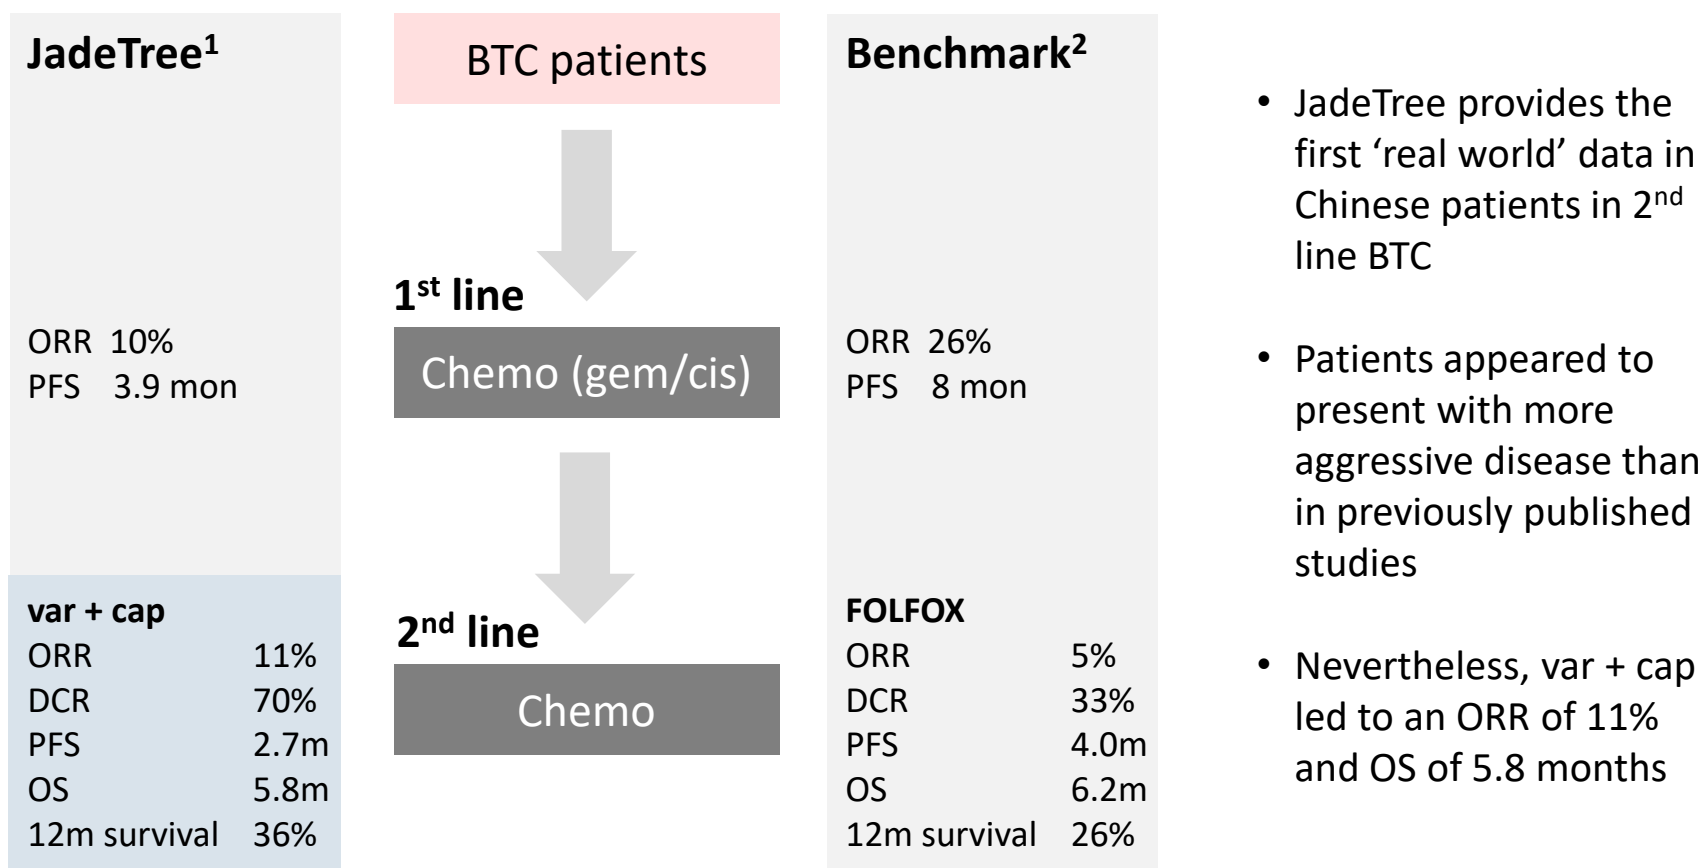 JadeTree¹
ORR 10%
PFS 3.9 mon
var + cap
ORR 11%
DCR 70%
PFS 2.7m
OS 5.8m
12m survival 36%
BTC patients
1st line
Chemo (gem/cis)
2nd line
Chemo
Benchmark²
ORR 26%
PFS 8 mon
FOLFOX
ORR 5%
DCR 33%
PFS 4.0m
OS 6.2m
12m survival 26%
• JadeTree provides the
first ‘real world’ data in
Chinese patients in 2nd
line BTC
• Patients appeared to
present with more
aggressive disease than
in previously published
studies
• Nevertheless, var + cap
led to an ORR of 11%
and OS of 5.8 months